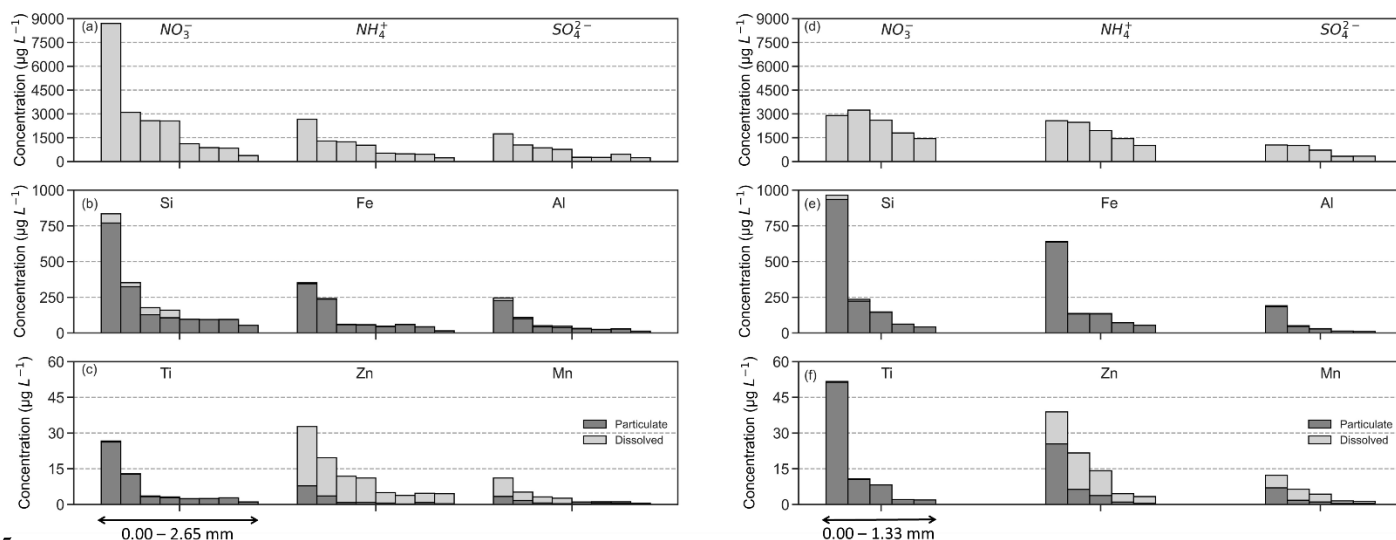 (a)
NO₃⁻
NH₄⁺
SO₄²⁻
Concentration (µg L⁻¹)
9000
7500
6000
4500
3000
1500
0
(b)
Si
Fe
Al
Concentration (µg L⁻¹)
1000
750
500
250
0
(c)
Ti
Zn
Mn
Concentration (µg L⁻¹)
60
45
30
15
0
Particulate
Dissolved
0.00 – 2.65 mm
(d)
NO₃⁻
NH₄⁺
SO₄²⁻
Concentration (µg L⁻¹)
9000
7500
6000
4500
3000
1500
0
(e)
Si
Fe
Al
Concentration (µg L⁻¹)
1000
750
500
250
0
(f)
Ti
Zn
Mn
Concentration (µg L⁻¹)
60
45
30
15
0
Particulate
Dissolved
0.00 – 1.33 mm